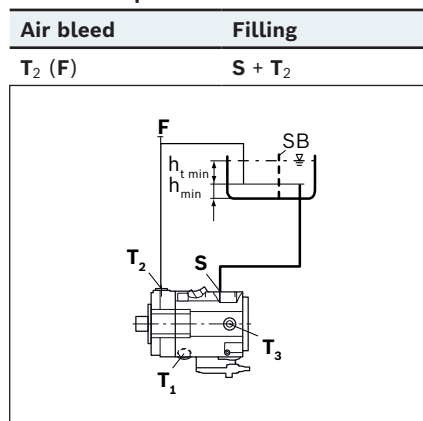 Air bleed Filling
T₂ (F) S + T₂
F
SB
hₜ ₘᵢₙ
hₘᵢₙ
T₂
S
T₃
T₁